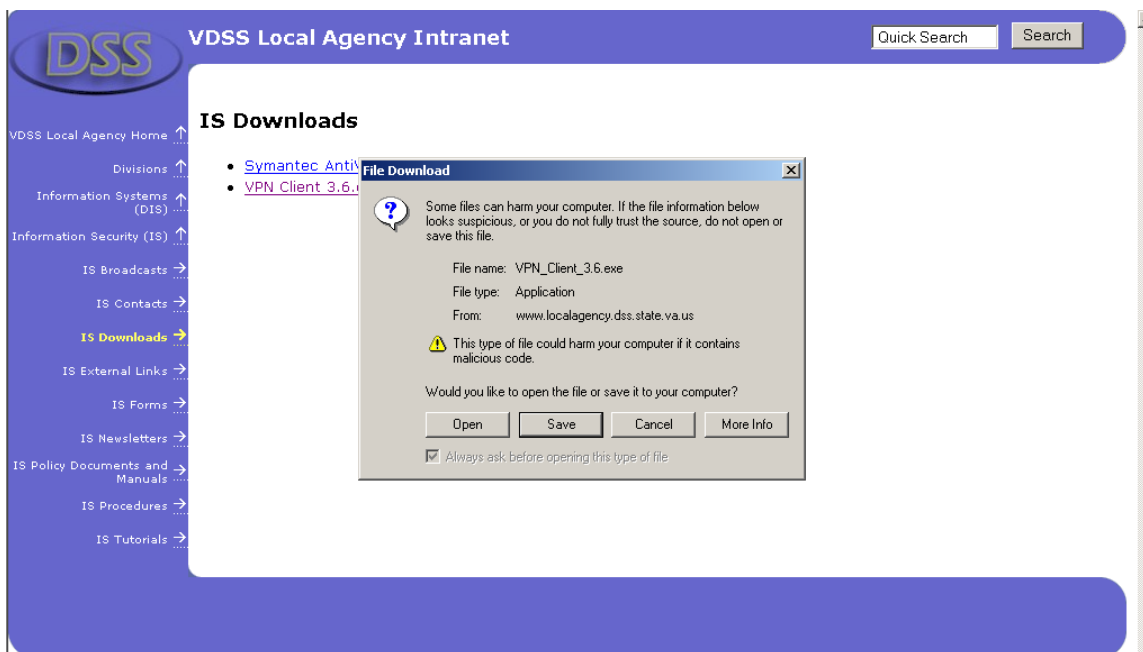 DSS
VDSS Local Agency Intranet
Quick Search
Search
VDSS Local Agency Home
Divisions
Information Systems
(DIS)
Information Security (IS)
IS Broadcasts
IS Contacts
IS Downloads
IS External Links
IS Forms
IS Newsletters
IS Policy Documents and
Manuals
IS Procedures
IS Tutorials
IS Downloads
Symantec Anti
VPN Client 3.6.
File Download
Some files can harm your computer. If the file information below
looks suspicious, or you do not fully trust the source, do not open or
save this file.
File name: VPN_Client_3.6.exe
File type: Application
From: www.localagency.dss.state.va.us
This type of file could harm your computer if it contains
malicious code.
Would you like to open the file or save it to your computer?
Open
Save
Cancel
More Info
Always ask before opening this type of file